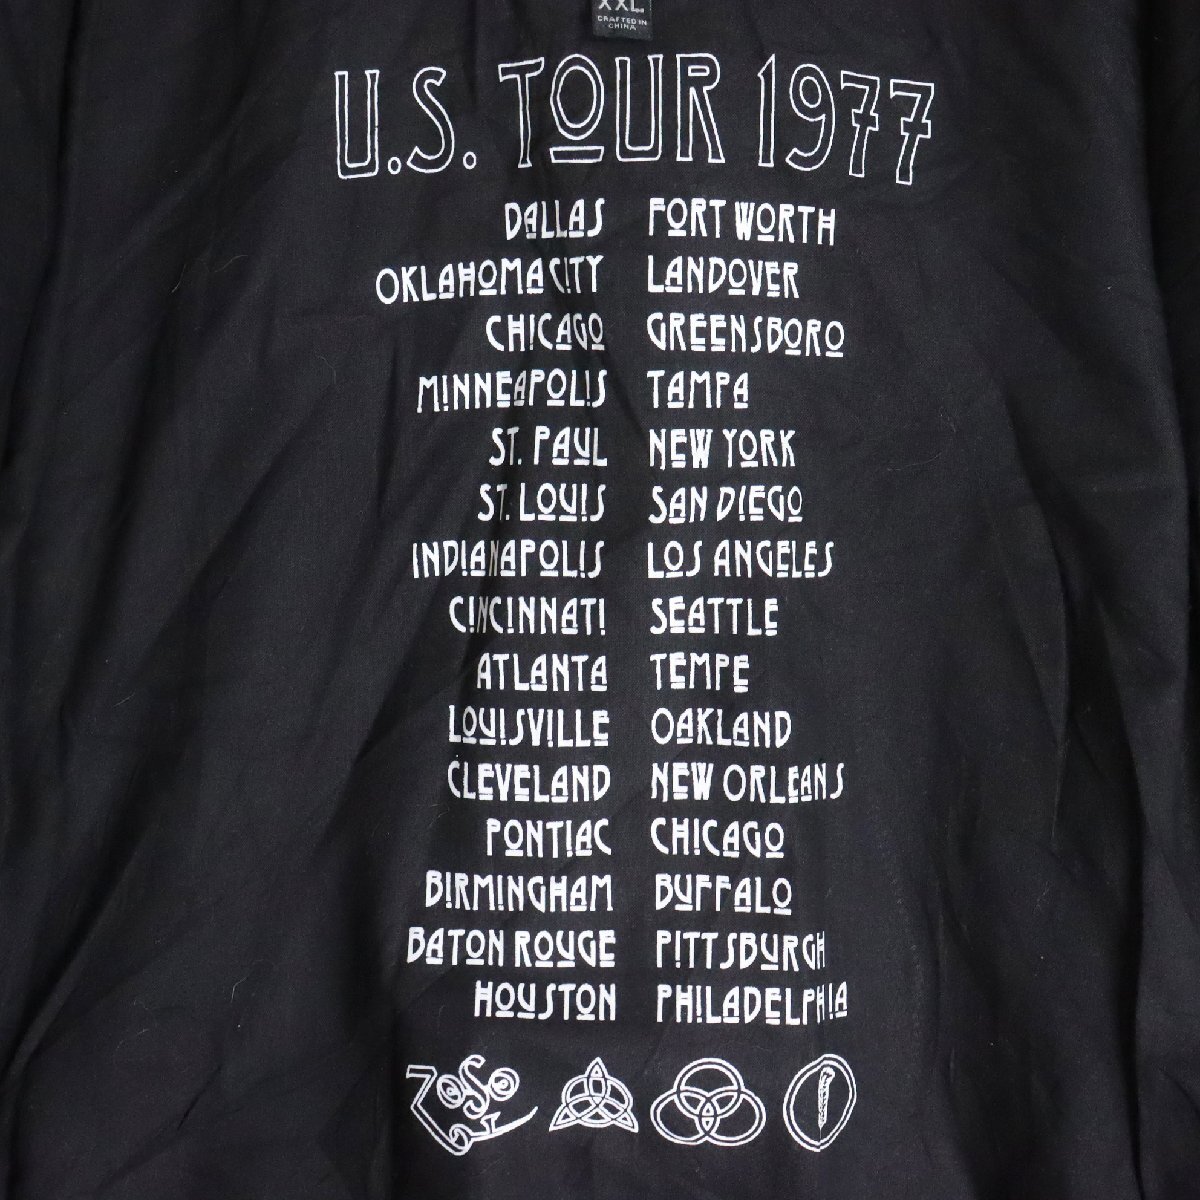 XXL
CRAFTED IN
CHINA
U.S. TOUR 1977
DALLAS FORT WORTH
OKLAHOMA CITY LANDOVER
CHICAGO GREENSBORO
MINNEAPOLIS TAMPA
ST. PAUL NEW YORK
ST. LOUIS SAN DIEGO
INDIANAPOLIS LOS ANGELES
CINCINNATI SEATTLE
ATLANTA TEMPE
LOUISVILLE OAKLAND
CLEVELAND NEW ORLEANS
PONTIAC CHICAGO
BIRMINGHAM BUFFALO
BATON ROUGE PITTSBURGH
HOUSTON PHILADELPHIA
ZOSO